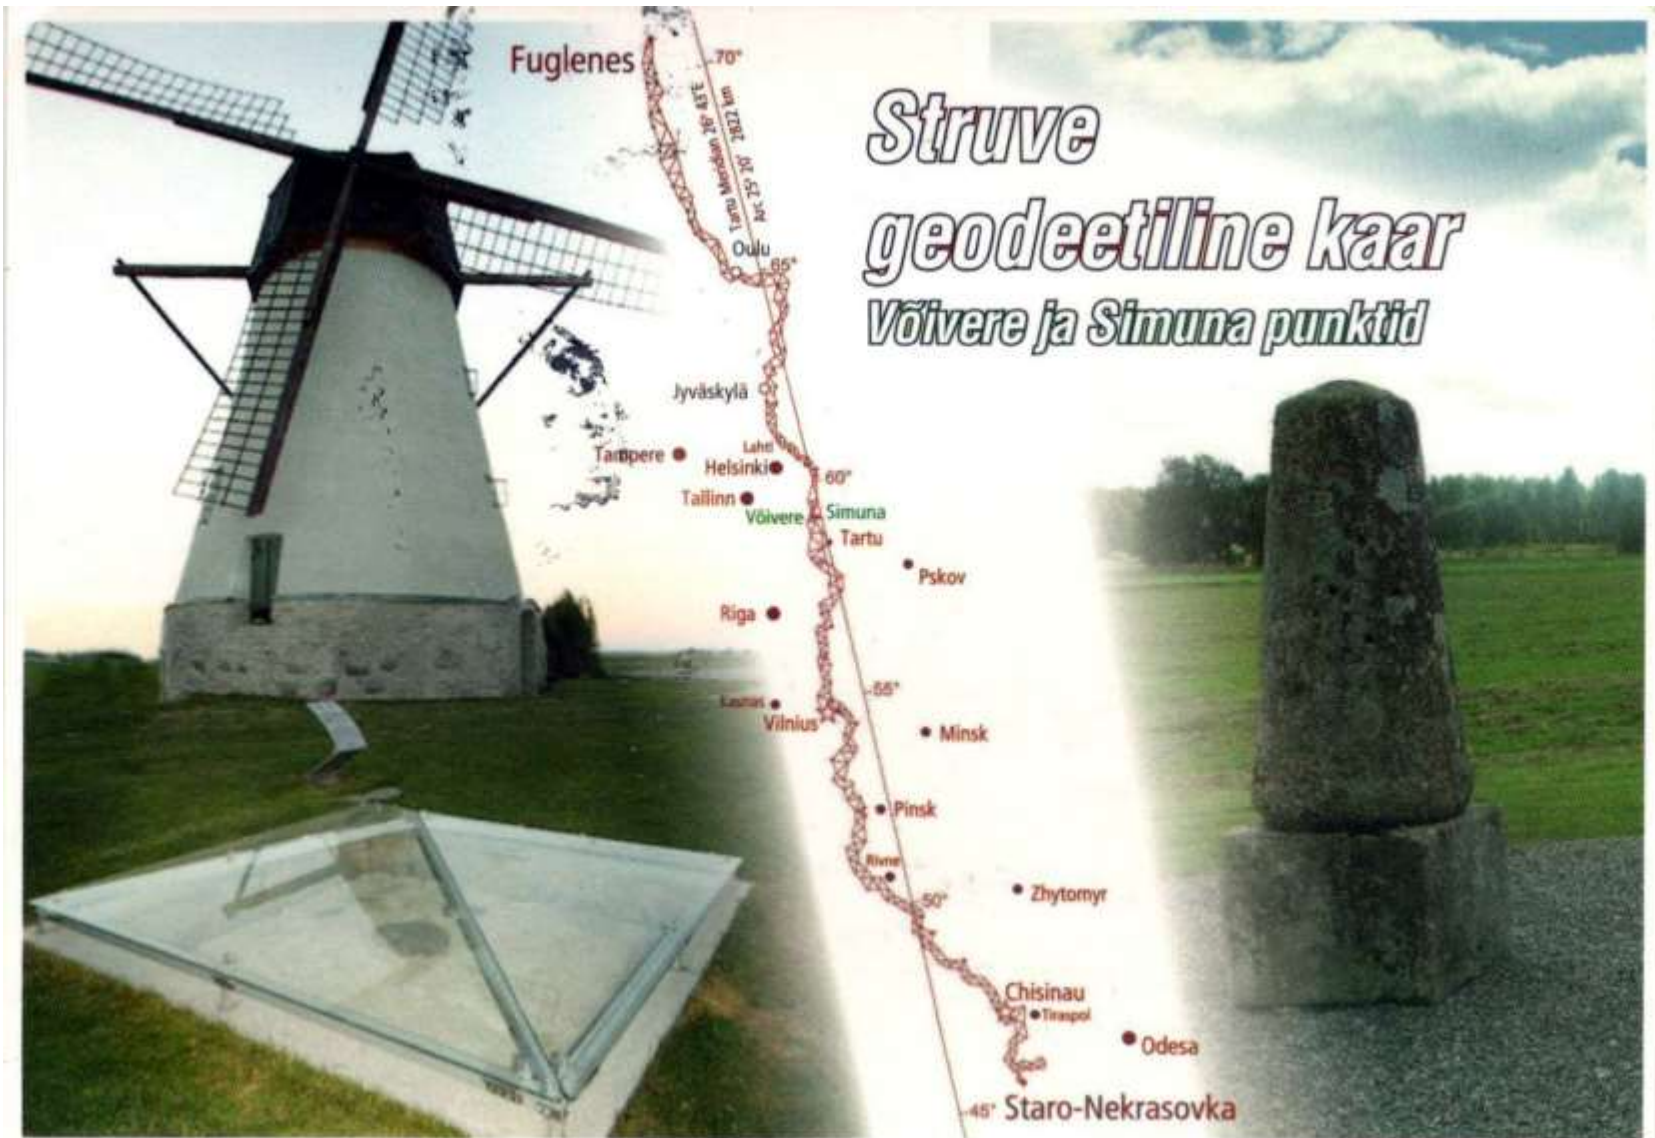 Fuglenes
70°
Tartu Meridian 26° 43'E
Arc 25° 20' 2822 km
Struve
geodeetiline kaar
Võivere ja Simuna punktid
Oulu
65°
Jyväskylä
Lahti
Tampere
Helsinki
60°
Tallinn
Võivere
Simuna
Tartu
Pskov
Riga
55°
Kaunas
Vilnius
Minsk
Pinsk
Rivne
50°
Zhytomyr
Chisinau
Tiraspol
Odesa
45°
Staro-Nekrasovka